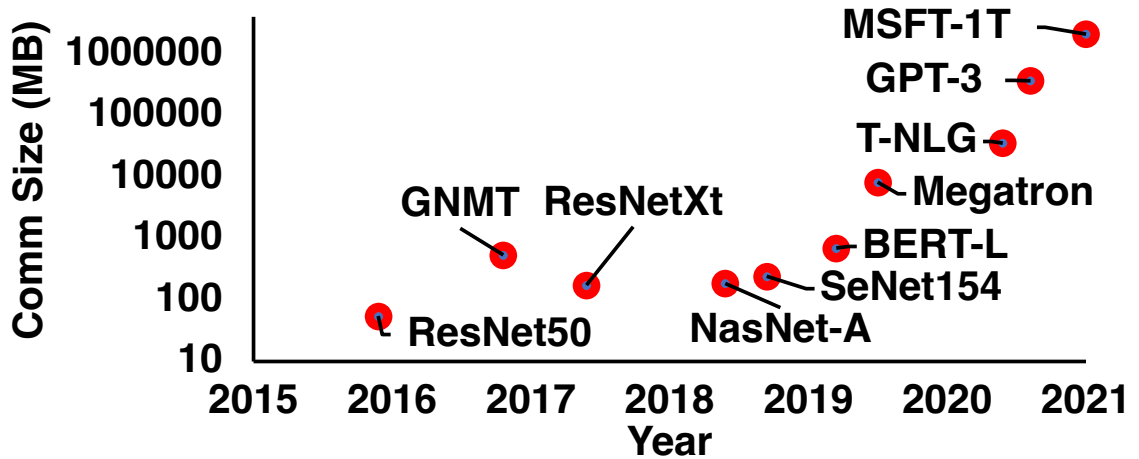 Comm Size (MB)
1000000
100000
10000
1000
100
10
MSFT-1T
GPT-3
T-NLG
Megatron
GNMT
ResNetXt
BERT-L
SeNet154
NasNet-A
ResNet50
2015 2016 2017 2018 2019 2020 2021
Year